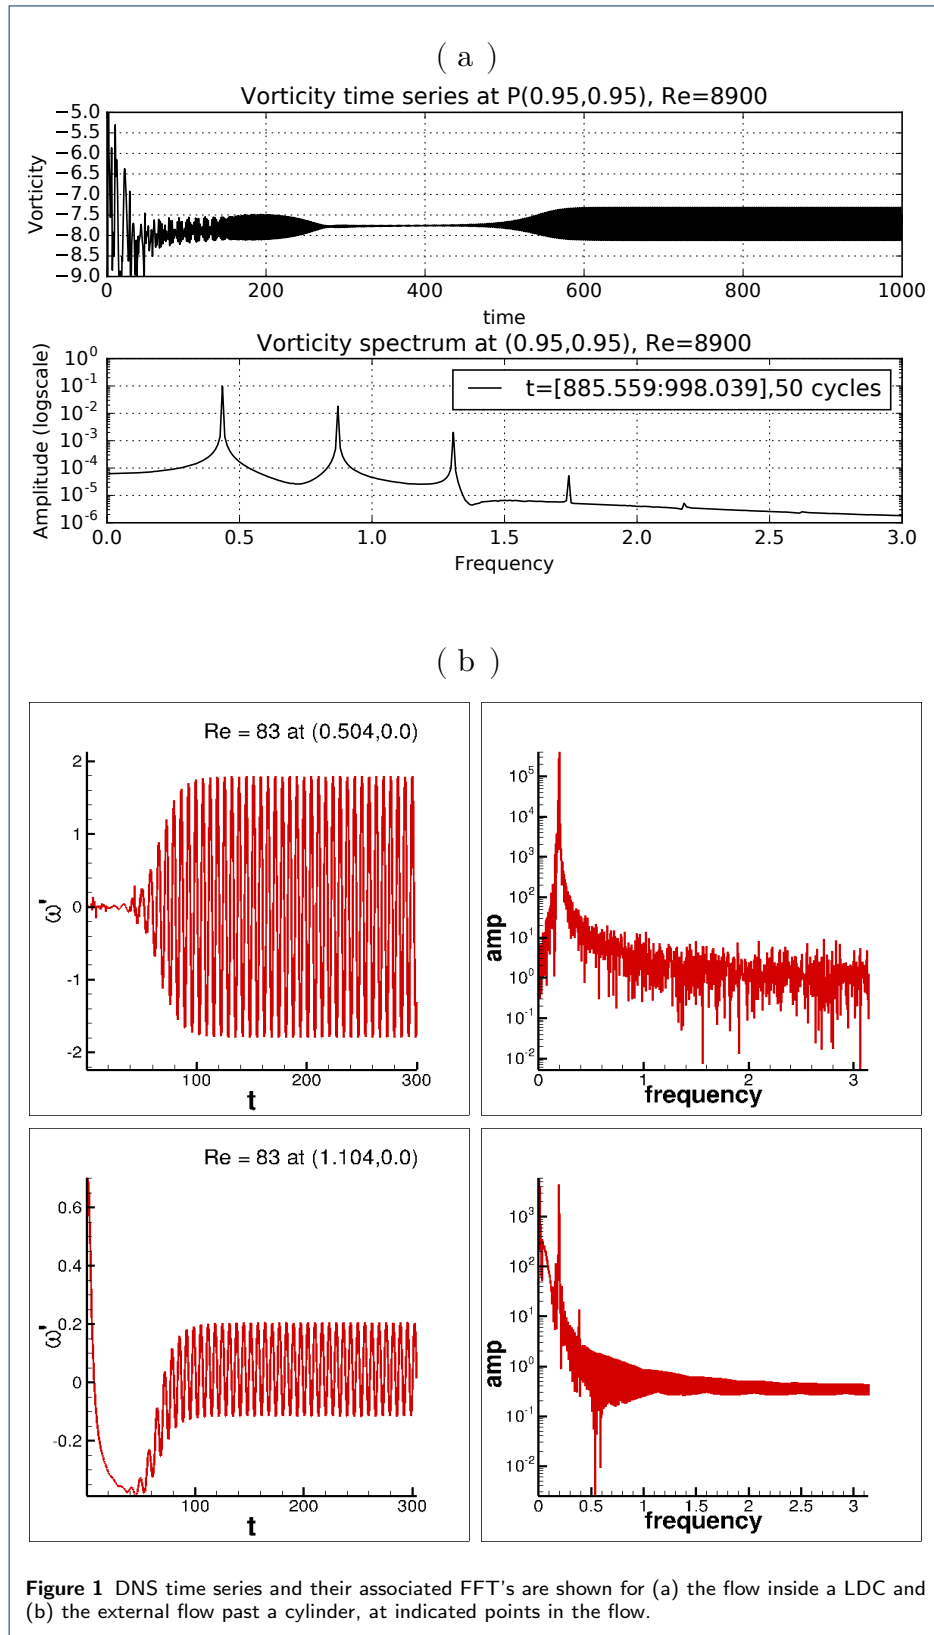 ( a )
Vorticity time series at P(0.95,0.95), Re=8900
Vorticity
−5.0
−5.5
−6.0
−6.5
−7.0
−7.5
−8.0
−8.5
−9.0
0 200 400 600 800 1000
time
Vorticity spectrum at (0.95,0.95), Re=8900
Amplitude (logscale)
10^0
10^-1
10^-2
10^-3
10^-4
10^-5
10^-6
t=[885.559:998.039],50 cycles
0.0 0.5 1.0 1.5 2.0 2.5 3.0
Frequency
( b )
Re = 83 at (0.504,0.0)
ω'
2
1
0
-1
-2
100 200 300
t
amp
10^5
10^4
10^3
10^2
10^1
10^0
10^-1
10^-2
0 1 2 3
frequency
Re = 83 at (1.104,0.0)
ω'
0.6
0.4
0.2
0
-0.2
100 200 300
t
amp
10^3
10^2
10^1
10^0
10^-1
10^-2
0 0.5 1 1.5 2 2.5 3
frequency
Figure 1 DNS time series and their associated FFT's are shown for (a) the flow inside a LDC and
(b) the external flow past a cylinder, at indicated points in the flow.